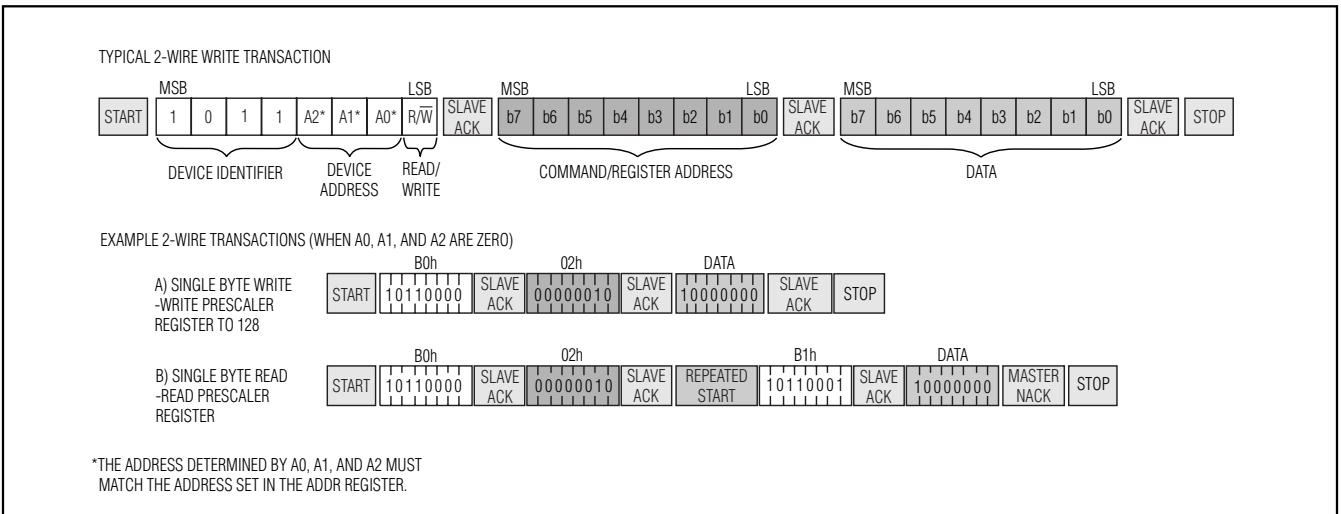 TYPICAL 2-WIRE WRITE TRANSACTION
MSB LSB MSB LSB MSB LSB
START 1 0 1 1 A2* A1* A0* R/W̅ SLAVE ACK b7 b6 b5 b4 b3 b2 b1 b0 SLAVE ACK b7 b6 b5 b4 b3 b2 b1 b0 SLAVE ACK STOP
DEVICE IDENTIFIER DEVICE ADDRESS READ/WRITE COMMAND/REGISTER ADDRESS DATA
EXAMPLE 2-WIRE TRANSACTIONS (WHEN A0, A1, AND A2 ARE ZERO)
B0h 02h DATA
A) SINGLE BYTE WRITE
-WRITE PRESCALER
REGISTER TO 128
START 10110000 SLAVE ACK 00000010 SLAVE ACK 10000000 SLAVE ACK STOP
B0h 02h B1h DATA
B) SINGLE BYTE READ
-READ PRESCALER
REGISTER
START 10110000 SLAVE ACK 00000010 SLAVE ACK REPEATED START 10110001 SLAVE ACK 10000000 MASTER NACK STOP
*THE ADDRESS DETERMINED BY A0, A1, AND A2 MUST
MATCH THE ADDRESS SET IN THE ADDR REGISTER.